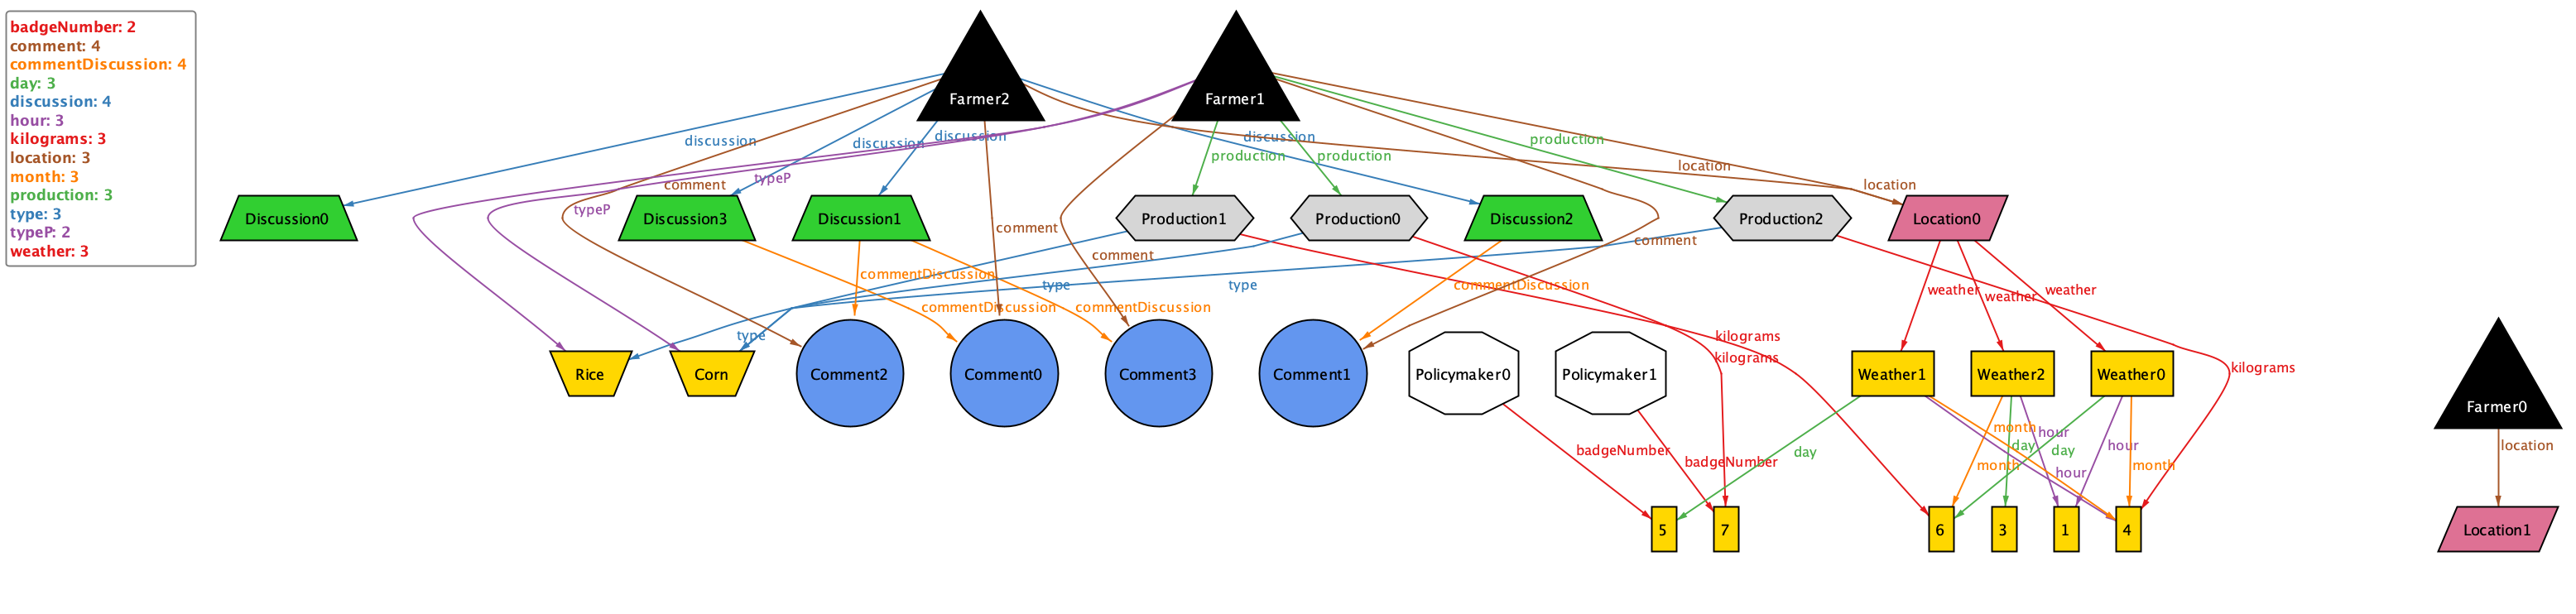 badgeNumber: 2
comment: 4
commentDiscussion: 4
day: 3
discussion: 4
hour: 3
kilograms: 3
location: 3
month: 3
production: 3
type: 3
typeP: 2
weather: 3
Farmer2
Farmer1
discussion
discussion
discussion
discussion
production
production
production
location
location
comment
typeP
typeP
Discussion0
Discussion3
Discussion1
Production1
Production0
Discussion2
Production2
Location0
comment
comment
comment
commentDiscussion
commentDiscussion
commentDiscussion
commentDiscussion
type
type
type
weather
weather
weather
kilograms
kilograms
kilograms
Rice
Corn
Comment2
Comment0
Comment3
Comment1
Policymaker0
Policymaker1
Weather1
Weather2
Weather0
Farmer0
badgeNumber
badgeNumber
day
month
hour
day
day
hour
location
month
hour
month
5
7
6
3
1
4
Location1